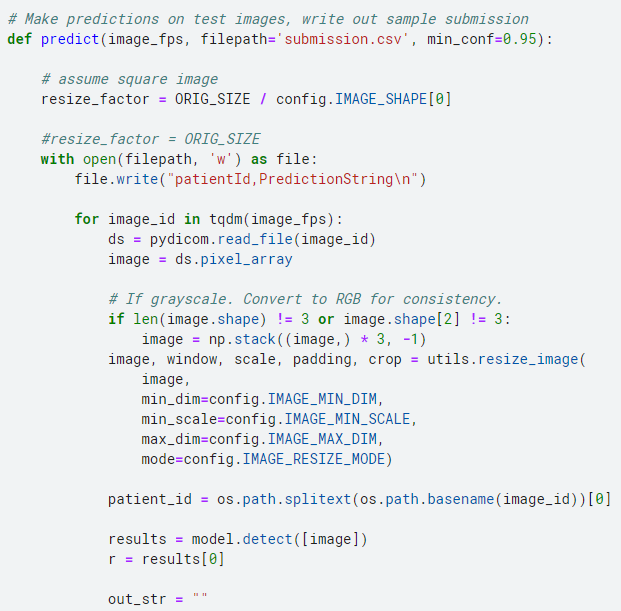 # Make predictions on test images, write out sample submission
def predict(image_fps, filepath='submission.csv', min_conf=0.95):
# assume square image
resize_factor = ORIG_SIZE / config.IMAGE_SHAPE[0]
#resize_factor = ORIG_SIZE
with open(filepath, 'w') as file:
file.write("patientId,PredictionString\n")
for image_id in tqdm(image_fps):
ds = pydicom.read_file(image_id)
image = ds.pixel_array
# If grayscale. Convert to RGB for consistency.
if len(image.shape) != 3 or image.shape[2] != 3:
image = np.stack((image,) * 3, -1)
image, window, scale, padding, crop = utils.resize_image(
image,
min_dim=config.IMAGE_MIN_DIM,
min_scale=config.IMAGE_MIN_SCALE,
max_dim=config.IMAGE_MAX_DIM,
mode=config.IMAGE_RESIZE_MODE)
patient_id = os.path.splitext(os.path.basename(image_id))[0]
results = model.detect([image])
r = results[0]
out_str = ""